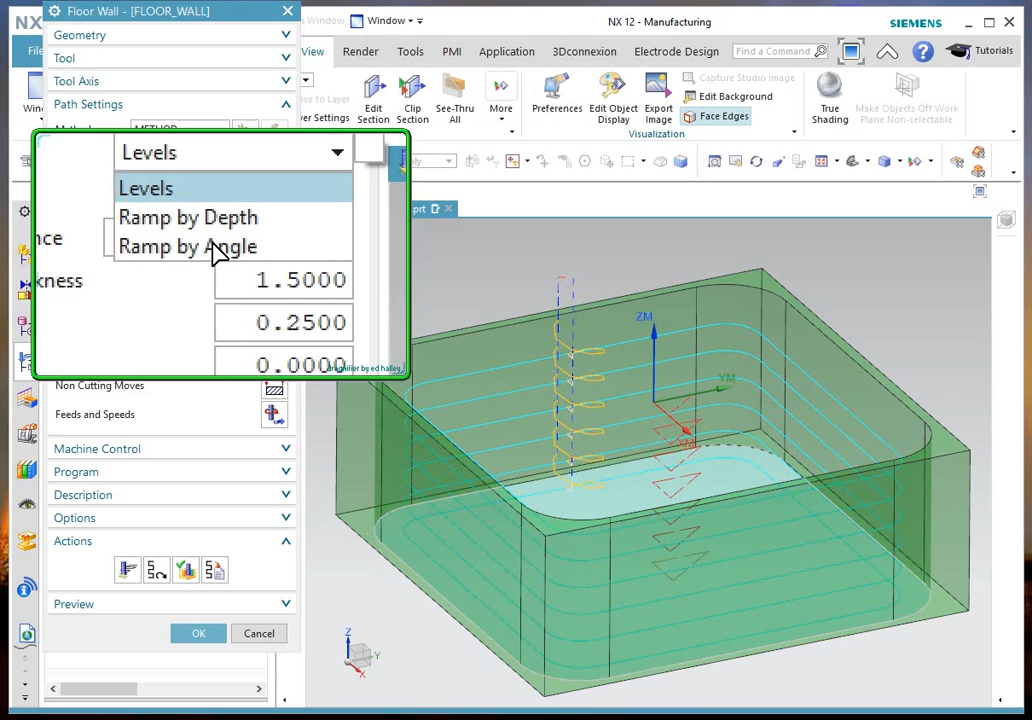 Floor Wall - [FLOOR_WALL]
Window
NX 12 - Manufacturing
SIEMENS
View
Render
Tools
PMI
Application
3Dconnexion
Electrode Design
Find a Command
Tutorials
Geometry
Tool
Tool Axis
Path Settings
Edit Section
Clip Section
See-Thru All
More
Preferences
Edit Object Display
Export Image
Capture Studio Image
Edit Background
Face Edges
Visualization
True Shading
Make Objects Off Work Plane Non-selectable
Levels
Levels
Ramp by Depth
Ramp by Angle
nce
kness
1.5000
0.2500
0.0000
Non Cutting Moves
Feeds and Speeds
Machine Control
Program
Description
Options
Actions
Preview
OK
Cancel
ZM
YM
XM
Z
Y
X